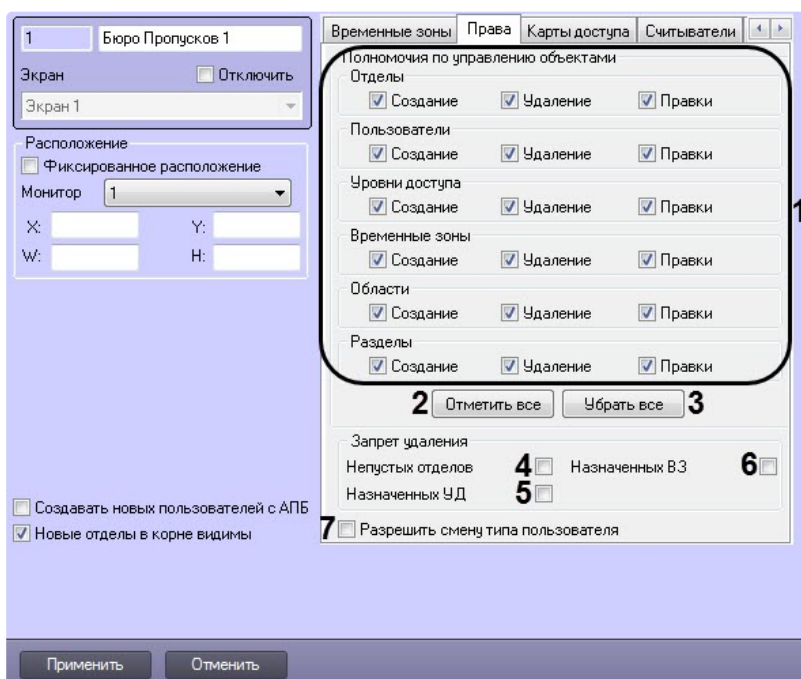 1 Бюро Пропусков 1
Экран Отключить
Экран 1
Расположение
Фиксированное расположение
Монитор 1
X: Y:
W: H:
Создавать новых пользователей с АПБ
Новые отделы в корне видимы
Временные зоны Права Карты доступа Считыватели
Полномочия по управлению объектами
Отделы
Создание Удаление Правки
Пользователи
Создание Удаление Правки
Уровни доступа
Создание Удаление Правки
1
Временные зоны
Создание Удаление Правки
Области
Создание Удаление Правки
Разделы
Создание Удаление Правки
2 Отметить все Убрать все 3
Запрет удаления
Непустых отделов 4 Назначенных ВЗ 6
Назначенных УД 5
7 Разрешить смену типа пользователя
Применить Отменить